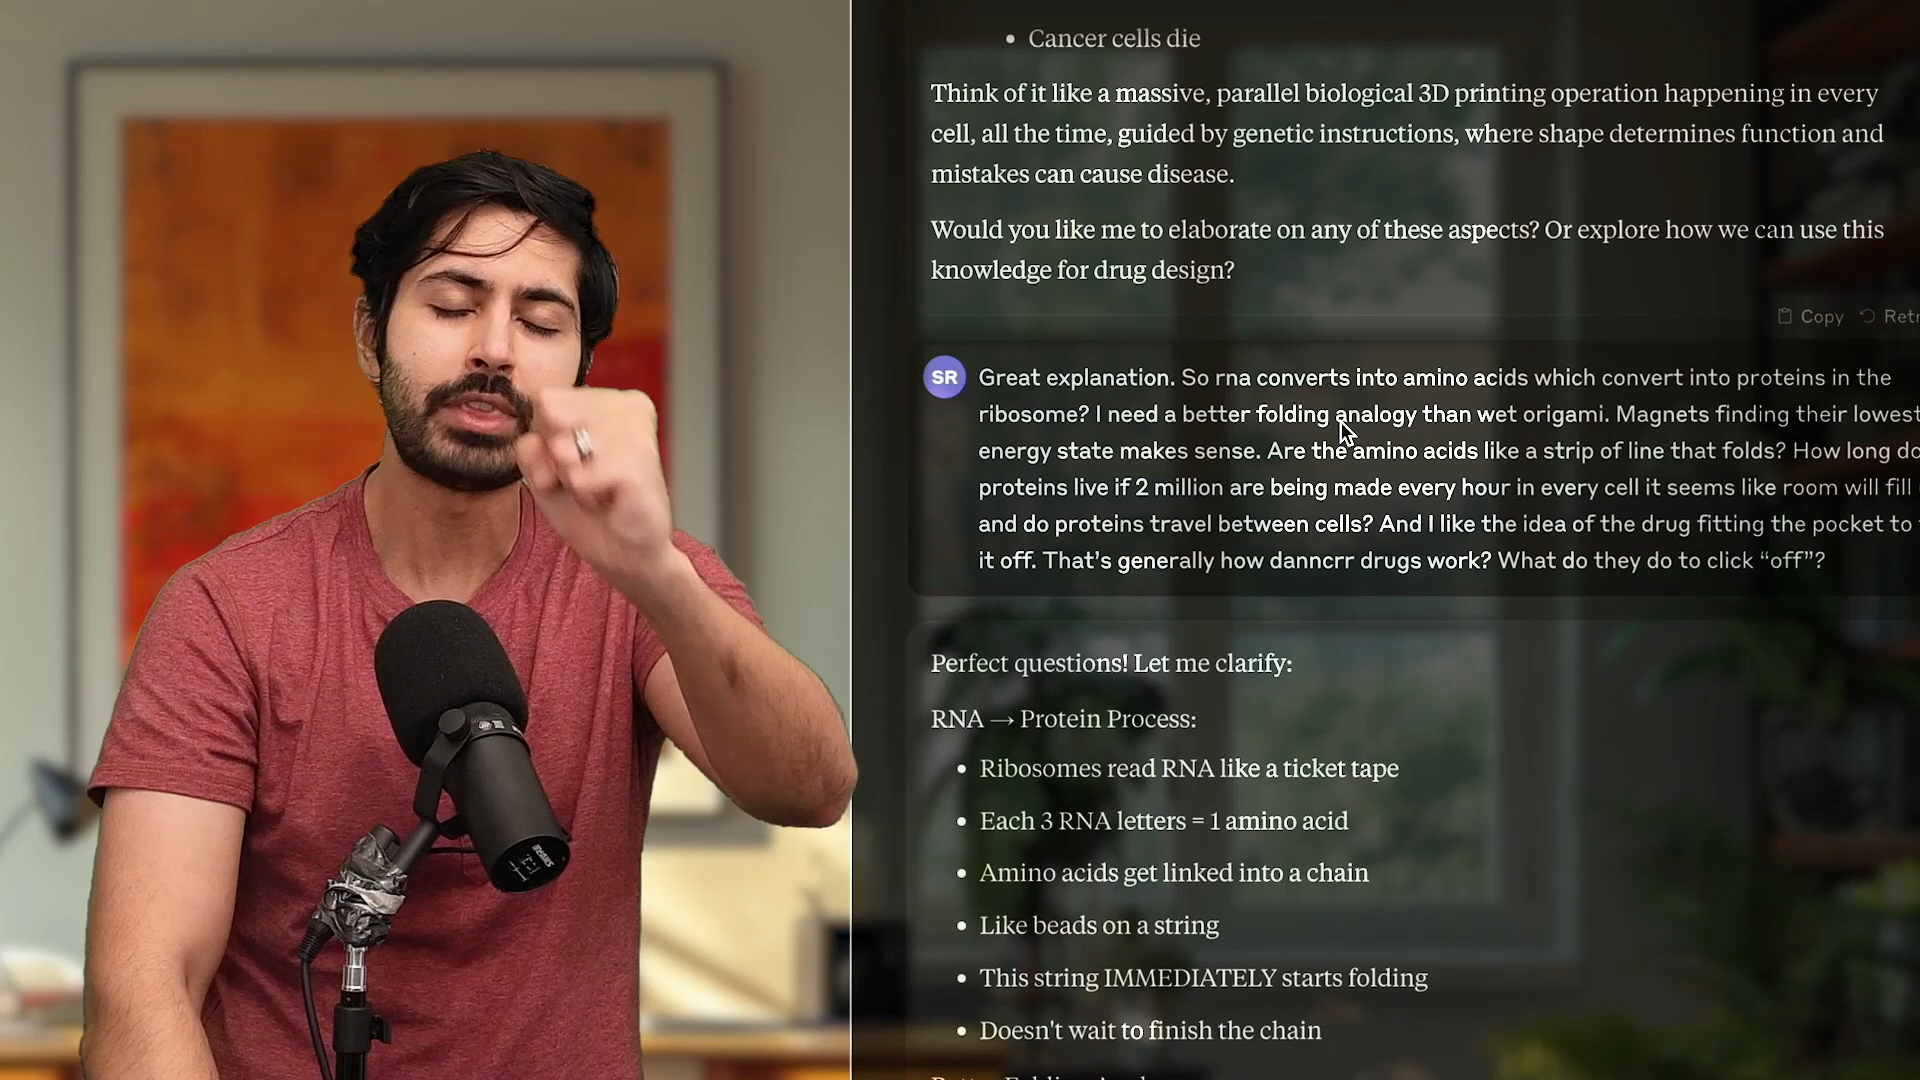 • Cancer cells die
Think of it like a massive, parallel biological 3D printing operation happening in every
cell, all the time, guided by genetic instructions, where shape determines function and
mistakes can cause disease.
Would you like me to elaborate on any of these aspects? Or explore how we can use this
knowledge for drug design?
Copy Retr
SR
Great explanation. So rna converts into amino acids which convert into proteins in the
ribosome? I need a better folding analogy than wet origami. Magnets finding their lowest
energy state makes sense. Are the amino acids like a strip of line that folds? How long do
proteins live if 2 million are being made every hour in every cell it seems like room will fill
and do proteins travel between cells? And I like the idea of the drug fitting the pocket to
it off. That's generally how danncrr drugs work? What do they do to click “off”?
Perfect questions! Let me clarify:
RNA → Protein Process:
• Ribosomes read RNA like a ticket tape
• Each 3 RNA letters = 1 amino acid
• Amino acids get linked into a chain
• Like beads on a string
• This string IMMEDIATELY starts folding
• Doesn't wait to finish the chain